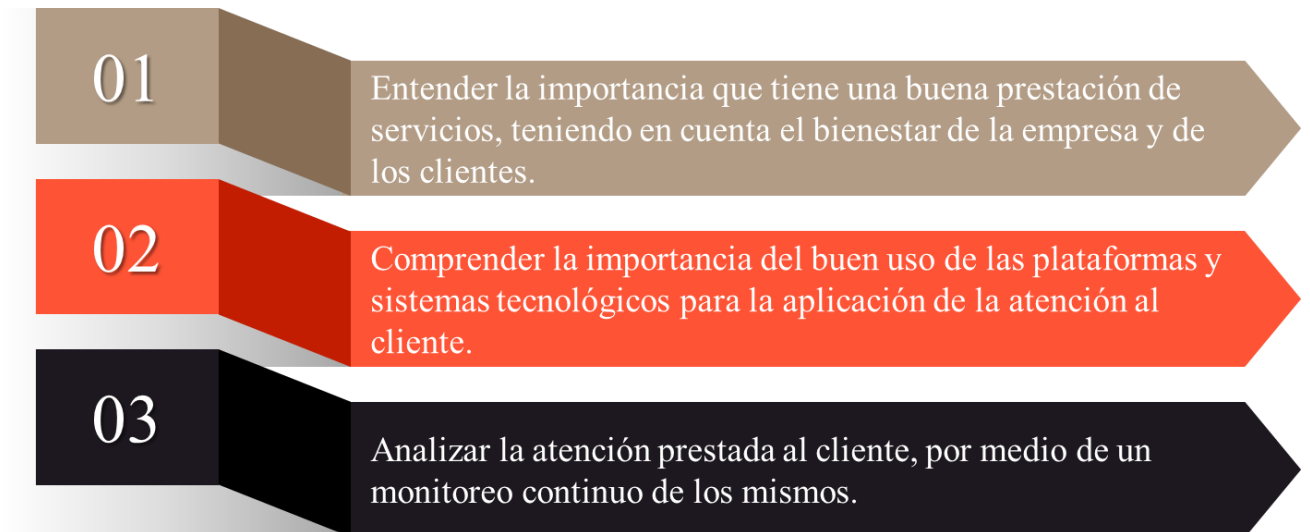 01
Entender la importancia que tiene una buena prestación de
servicios, teniendo en cuenta el bienestar de la empresa y de
los clientes.
02
Comprender la importancia del buen uso de las plataformas y
sistemas tecnológicos para la aplicación de la atención al
cliente.
03
Analizar la atención prestada al cliente, por medio de un
monitoreo continuo de los mismos.